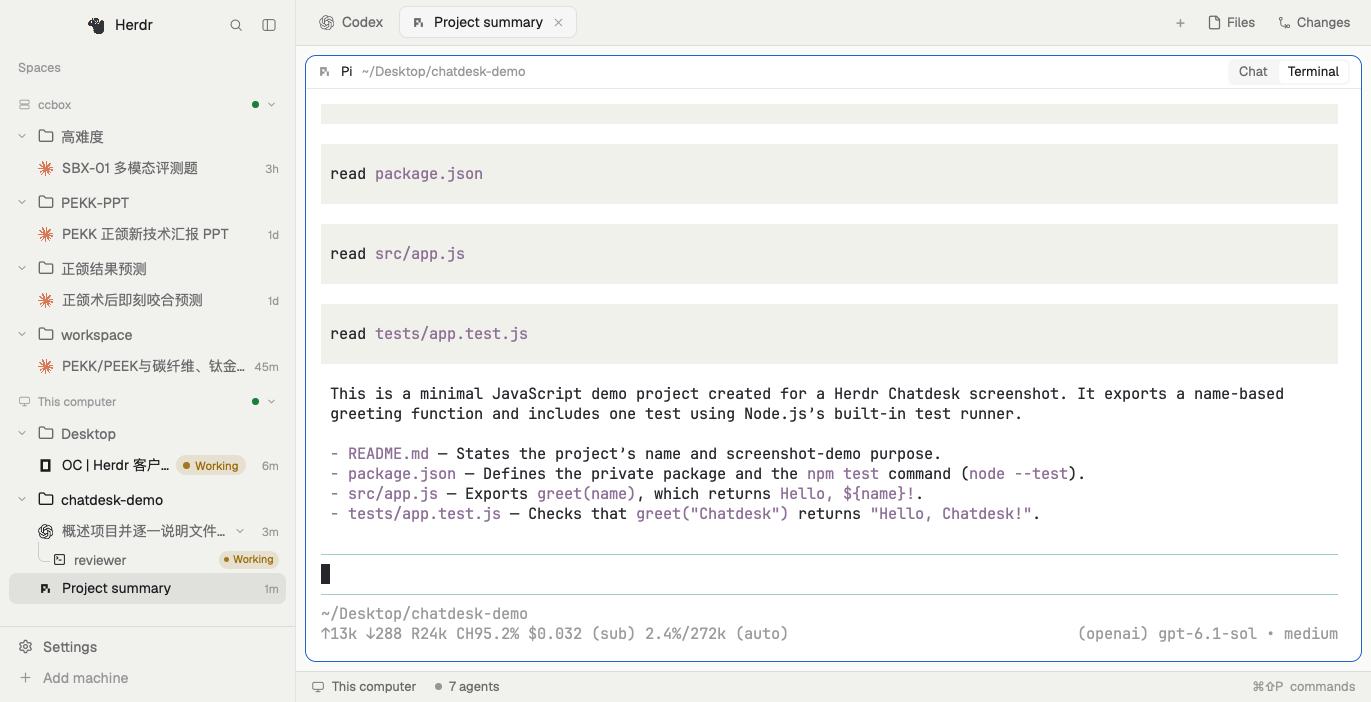 Herdr
Spaces
ccbox
高难度
SBX-01 多模态评测题 3h
PEKK-PPT
PEKK 正颌新技术汇报 PPT 1d
正颌结果预测
正颌术后即刻咬合预测 1d
workspace
PEKK/PEEK与碳纤维、钛金... 45m
This computer
Desktop
OC | Herdr 客户... Working 6m
chatdesk-demo
概述项目并逐一说明文件... 3m
reviewer Working
Project summary 1m
Settings
Add machine
Codex Project summary Files Changes
Pi ~/Desktop/chatdesk-demo Chat Terminal
read package.json
read src/app.js
read tests/app.test.js
This is a minimal JavaScript demo project created for a Herdr Chatdesk screenshot. It exports a name-based
greeting function and includes one test using Node.js’s built-in test runner.
- README.md — States the project’s name and screenshot-demo purpose.
- package.json — Defines the private package and the npm test command (node --test).
- src/app.js — Exports greet(name), which returns Hello, ${name}!.
- tests/app.test.js — Checks that greet("Chatdesk") returns "Hello, Chatdesk!".
~/Desktop/chatdesk-demo
↑13k ↓288 R24k CH95.2% $0.032 (sub) 2.4%/272k (auto) (openai) gpt-6.1-sol • medium
This computer 7 agents ⌘⇧P commands